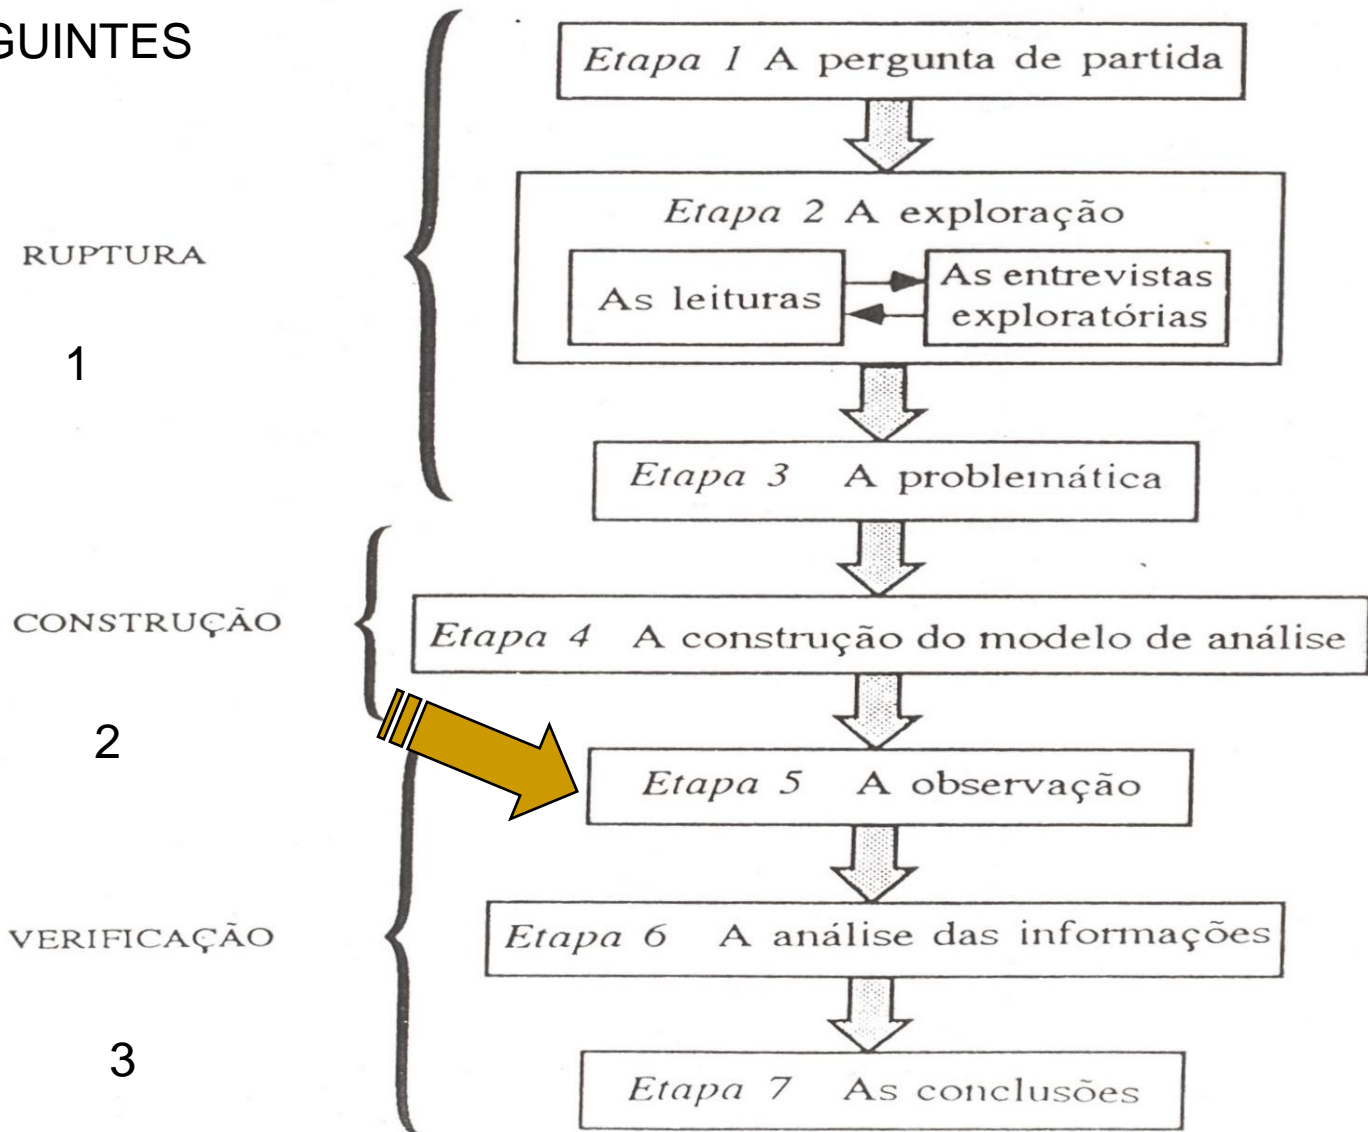 GUINTES
Etapa 1 A pergunta de partida
Etapa 2 A exploração
As leituras
As entrevistas
exploratórias
RUPTURA
1
Etapa 3 A problemática
CONSTRUÇÃO
Etapa 4 A construção do modelo de análise
2
Etapa 5 A observação
VERIFICAÇÃO
Etapa 6 A análise das informações
3
Etapa 7 As conclusões